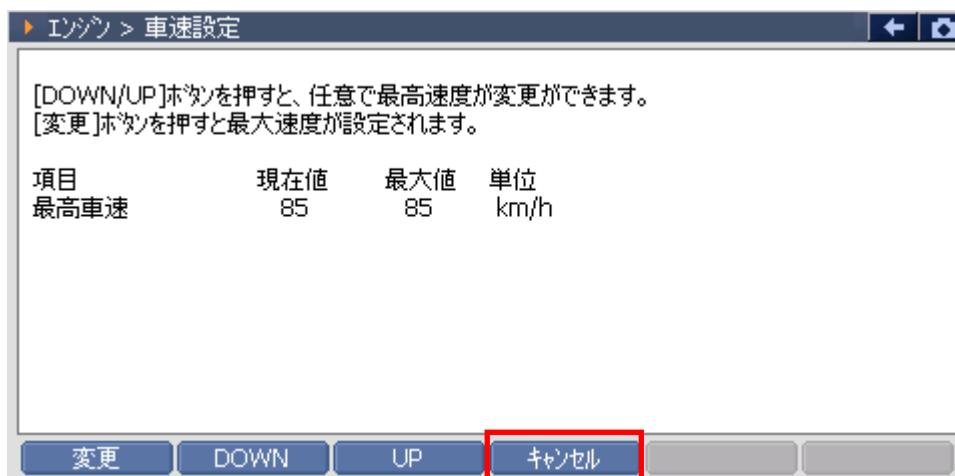 ｴﾝｼﾞﾝ > 車速設定
[DOWN/UP]ﾎﾞﾀﾝを押すと、任意で最高速度が変更ができます。
[変更]ﾎﾞﾀﾝを押すと最大速度が設定されます。
項目 現在値 最大値 単位
最高車速 85 85 km/h
変更 DOWN UP ｷｬﾝｾﾙ